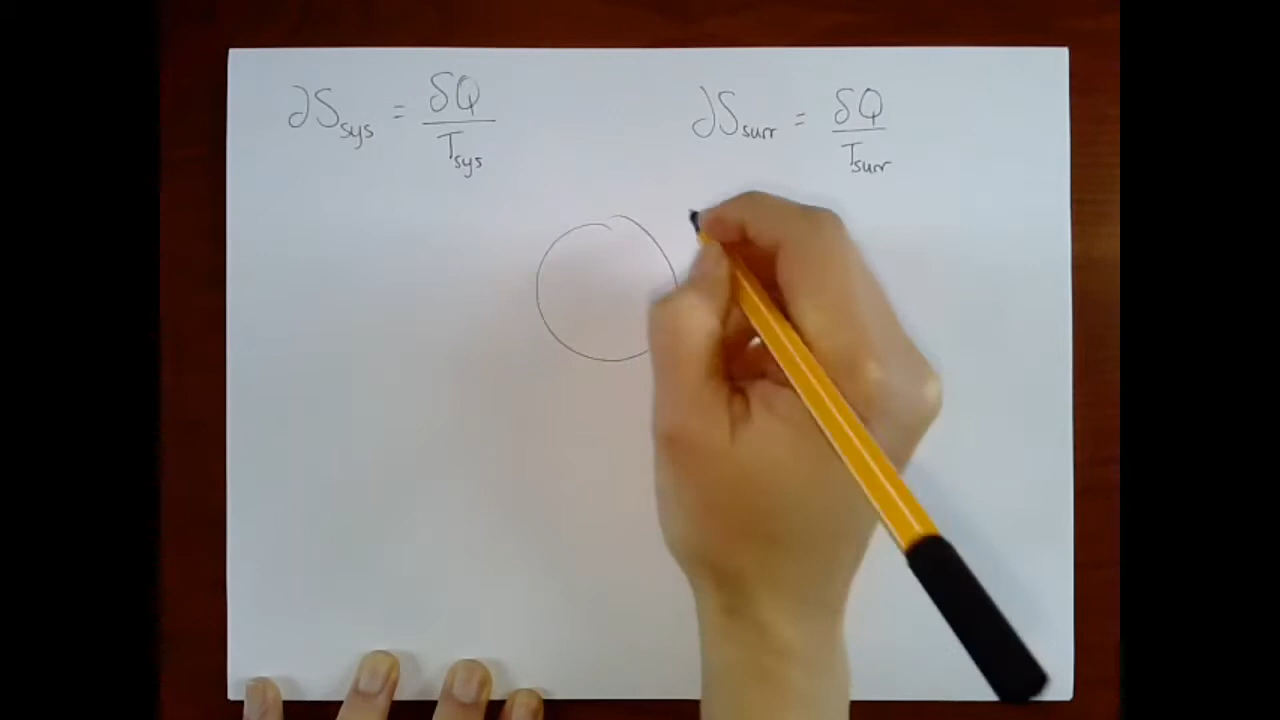 ∂S_sys = δQ / T_sys
∂S_surr = δQ / T_surr